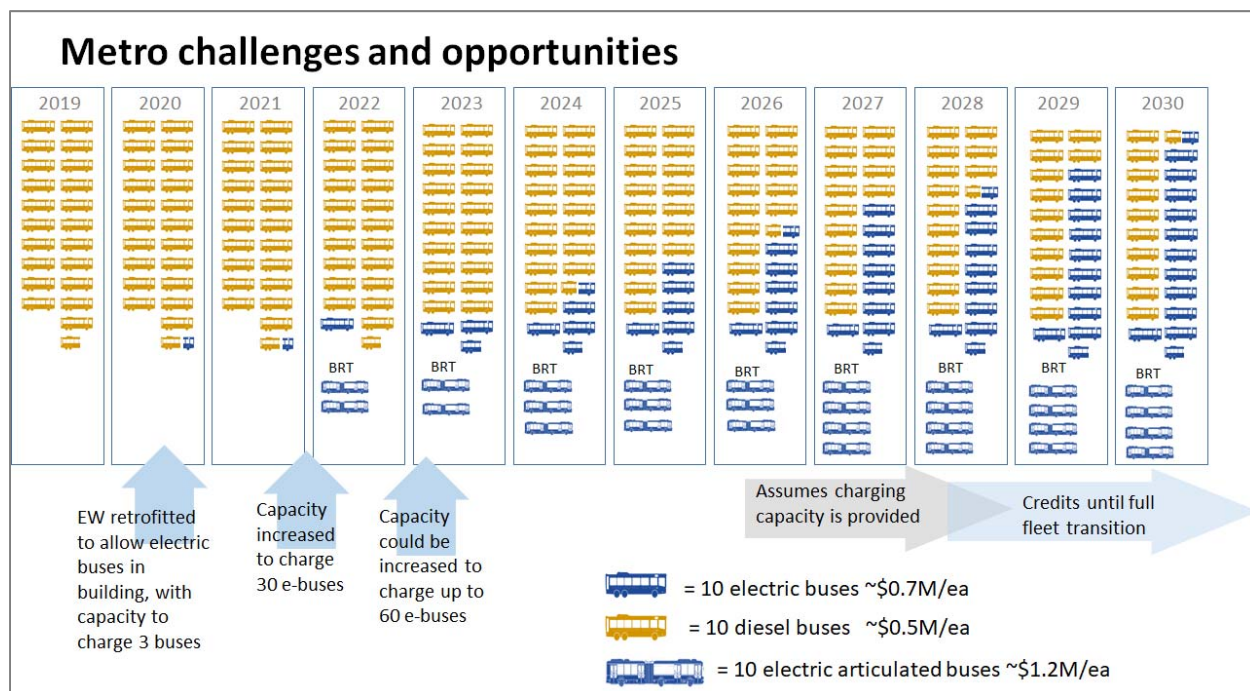 Metro challenges and opportunities
2019
2020
2021
2022
2023
2024
2025
2026
2027
2028
2029
2030
BRT
BRT
BRT
BRT
BRT
BRT
BRT
BRT
BRT
EW retrofitted
to allow electric
buses in
building, with
capacity to
charge 3 buses
Capacity
increased
to charge
30 e-buses
Capacity
could be
increased to
charge up to
60 e-buses
Assumes charging
capacity is provided
Credits until full
fleet transition
= 10 electric buses ~$0.7M/ea
= 10 diesel buses ~$0.5M/ea
= 10 electric articulated buses ~$1.2M/ea